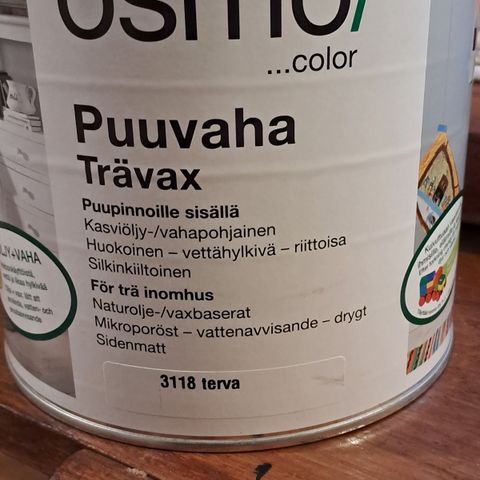 osmo
...color
Puuvaha
Trävax
Puupinnoille sisällä
Kasviöljy-/vahapohjainen
Huokoinen – vettähylkivä – riittoisa
Silkinkiiltoinen
För trä inomhus
Naturolje-/vaxbaserat
Mikroporöst – vattenavvisande – drygt
Sidenmatt
3118 terva